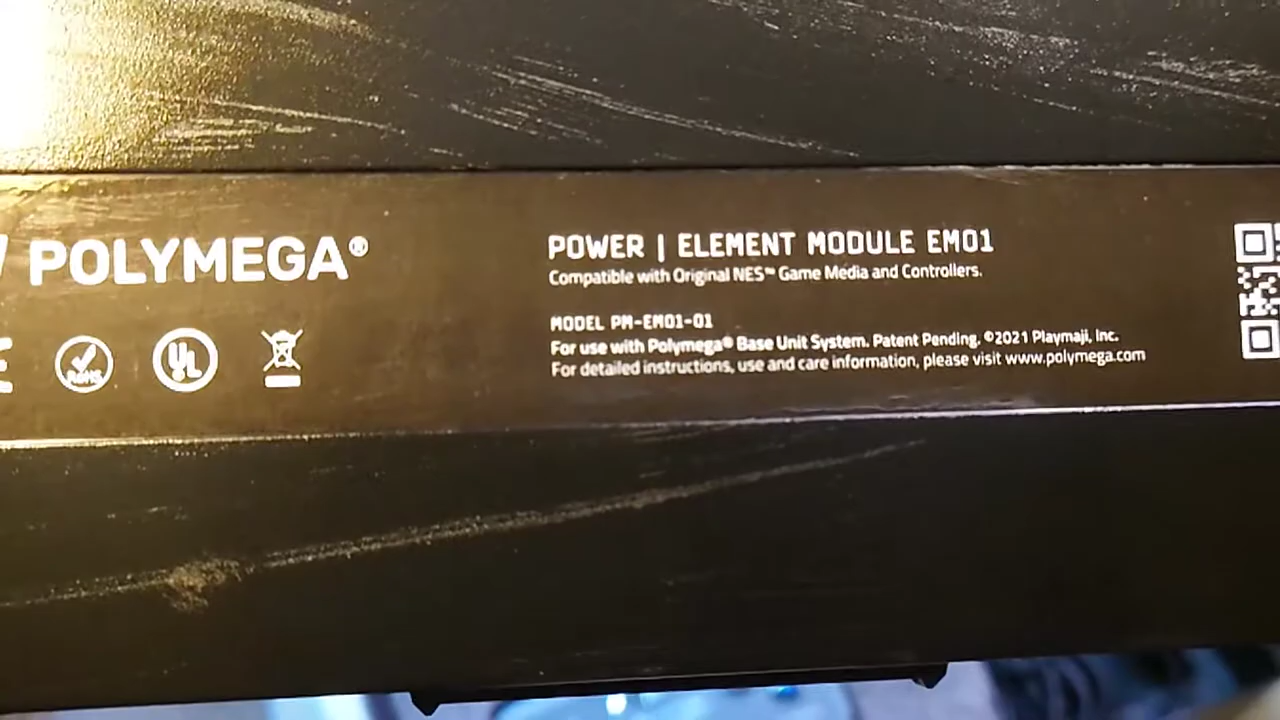 POLYMEGA®
RoHS
UL
POWER | ELEMENT MODULE EM01
Compatible with Original NES™ Game Media and Controllers.
MODEL PM-EM01-01
For use with Polymega® Base Unit System. Patent Pending. ©2021 Playmaji, Inc.
For detailed instructions, use and care information, please visit www.polymega.com